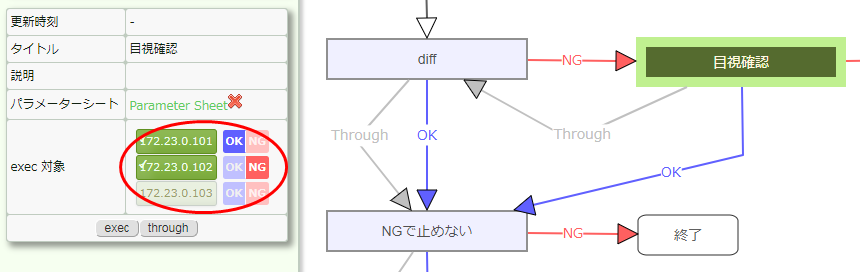 更新時刻 -
タイトル 目視確認
説明
パラメーターシート Parameter Sheet
exec 対象
172.23.0.101 OK NG
172.23.0.102 OK NG
172.23.0.103 OK NG
exec through
diff
NG
目視確認
Through
OK
Through
OK
NGで止めない
NG
終了